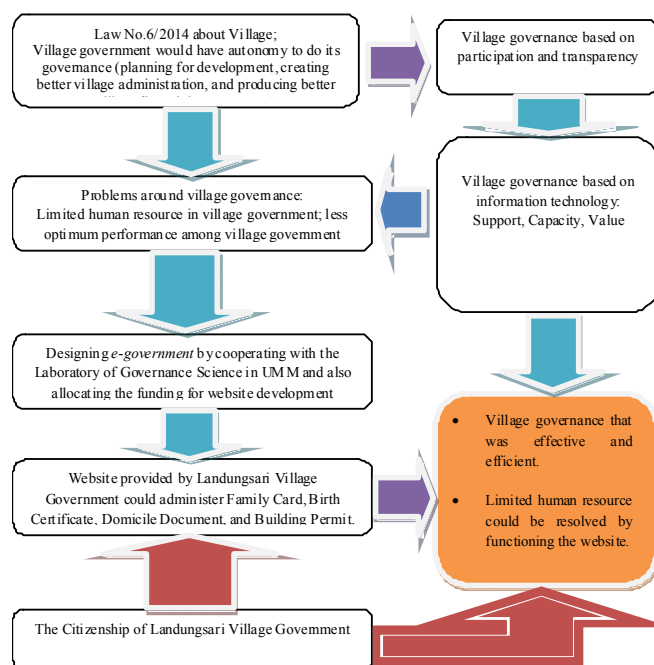 Law No.6/2014 about Village;
Village government would have autonomy to do its
governance (planning for development, creating
better village administration, and producing better
Village governance based on
participation and transparency
Problems around village governance:
Limited human resource in village government; less
optimum performance among village government
Village governance based on
information technology:
Support, Capacity, Value
Designing e-government by cooperating with the
Laboratory of Governance Science in UMM and also
allocating the funding for website development
• Village governance that
was effective and
efficient.
• Limited human resource
could be resolved by
functioning the website.
Website provided by Landungsari Village
Government could administer Family Card, Birth
Certificate, Domicile Document, and Building Permit.
The Citizenship of Landungsari Village Government